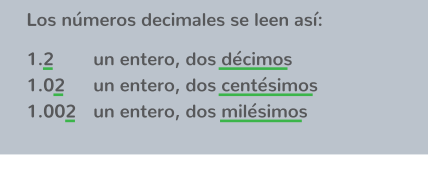 Los números decimales se leen así:
1.2 un entero, dos décimos
1.02 un entero, dos centésimos
1.002 un entero, dos milésimos